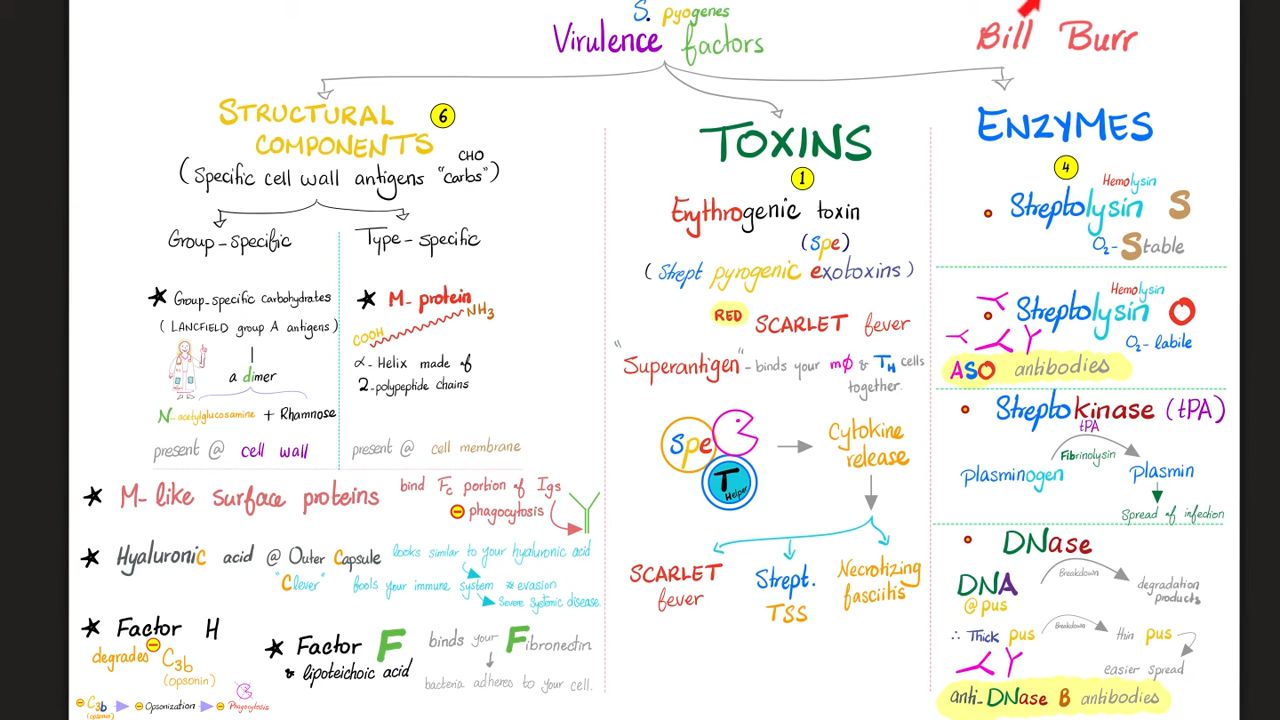 S. pyogenes
Virulence factors
Bill Burr
STRUCTURAL 6
COMPONENTS
CHO
(Specific cell wall antigens "carbs")
Group-specific
★ Group-specific Carbohydrates
(LANCFIELD group A antigens)
a dimer
N-acetylglucosamine + Rhamnose
present @ cell wall
Type-specific
★ M-protein
COOH NH3
α-Helix made of
2-polypeptide chains
present @ cell membrane
★ M-like surface proteins bind Fc portion of Igs
⊖ phagocytosis
★ Hyaluronic acid @ Outer Capsule looks similar to your hyaluronic acid
"Clever" fools your immune system * evasion
Severe systemic disease.
★ Factor H
degrades ⊖ C3b
(opsonin)
⊖ C3b ⊖ Opsonization ⊖ Phagocytosis
(opsonin)
★ Factor F
& lipoteichoic acid
binds your Fibronectin
bacteria adheres to your cell.
TOXINS
1
Erythrogenic toxin
(Spe)
(Strept pyrogenic exotoxins)
RED SCARLET fever
"Superantigen" - binds your mØ & TH cells
together.
Spe
T
Helper
Cytokine
release
SCARLET
fever
Strept.
TSS
Necrotizing
fasciitis
ENZYMES
4
Hemolysin
• Streptolysin S
O2-Stable
Hemolysin
• Streptolysin O
O2-labile
ASO antibodies
• Streptokinase (tPA)
tPA
plasminogen Fibrinolysin plasmin
Spread of infection
• DNase
DNA Breakdown degradation
@ pus products
∴ Thick pus Breakdown thin pus
easier spread
anti-DNase B antibodies